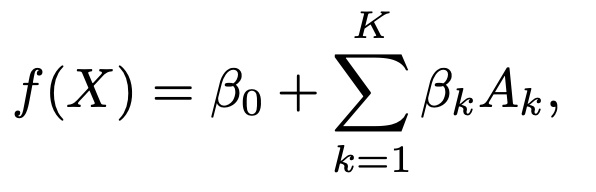 f(X) = β₀ + ∑ₖ₌₁ᴷ βₖAₖ,